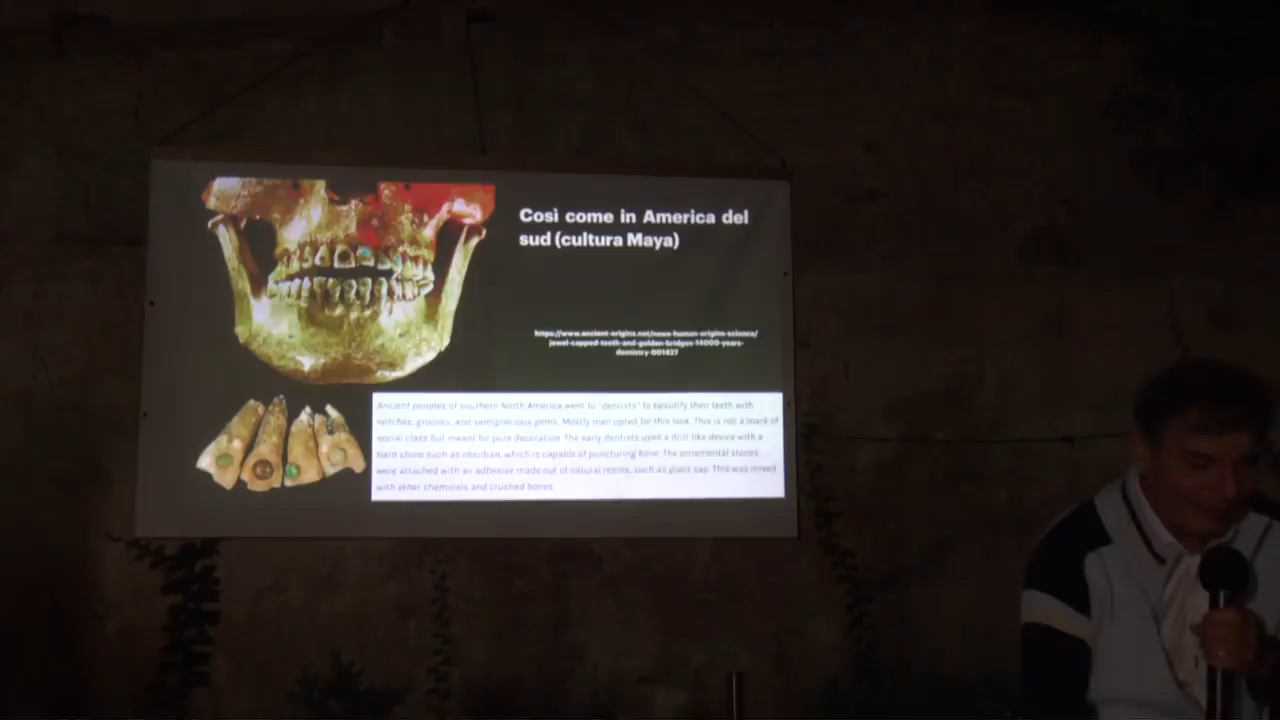 Così come in America del
sud (cultura Maya)
https://www.ancient-origins.net/news-human-origins-science/
jewel-capped-teeth-and-golden-bridges-14000-years-
dentistry-001427
Ancient peoples of southern North America went to "dentists" to beautify their teeth with
notches, grooves, and semiprecious gems. Mostly men opted for this look. This is not a mark of
social class but meant for pure decoration. The early dentists used a drill-like device with a
hard stone such as obsidian, which is capable of puncturing bone. The ornamental stones
were attached with an adhesive made out of natural resins, such as plant sap. This was mixed
with other chemicals and crushed bones.